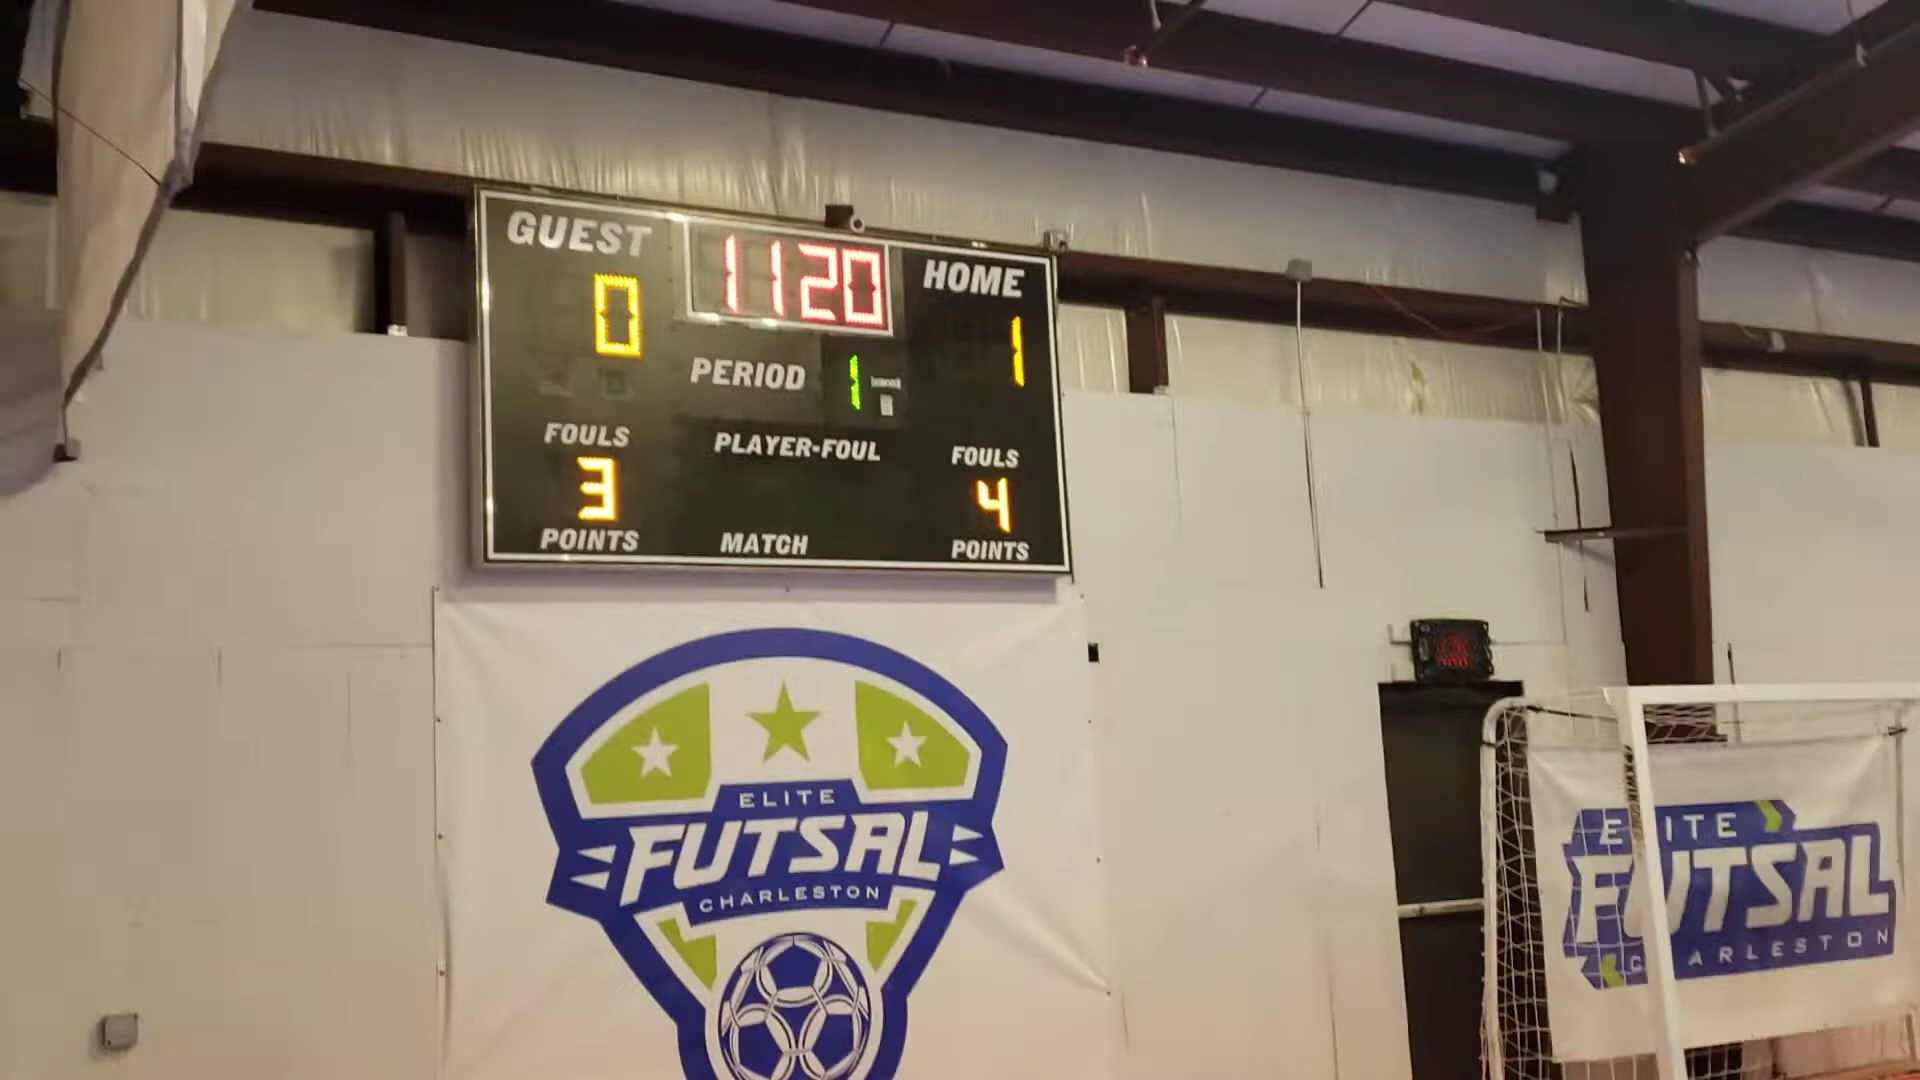 GUEST
1120
HOME
0
1
PERIOD 1
FOULS
PLAYER-FOUL
FOULS
3
4
POINTS
MATCH
POINTS
ELITE
FUTSAL
CHARLESTON
ELITE
FUTSAL
CHARLESTON